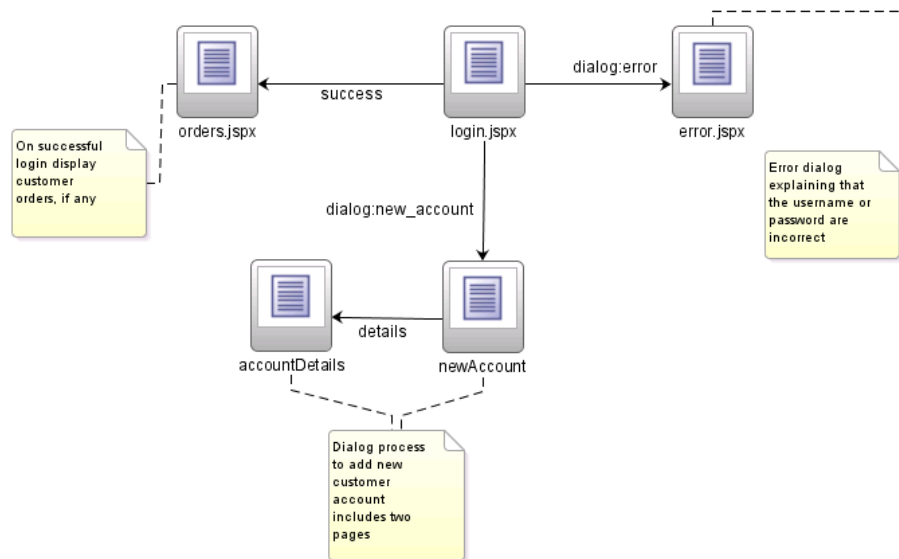 dialog:error
success
orders.jspx
login.jspx
error.jspx
On successful
login display
customer
orders, if any
Error dialog
explaining that
the username or
password are
incorrect
dialog:new_account
details
accountDetails
newAccount
Dialog process
to add new
customer
account
includes two
pages